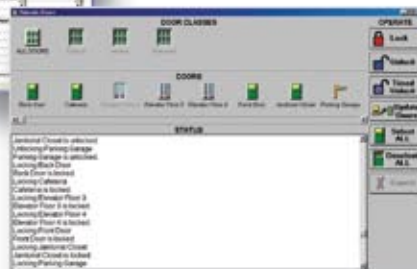 DOOR CLASSES
OPERATE
ALL DOORS
Lock
Unlock
Timed
Unlock
DOORS
Update
Back Door
Cafeteria
Elevator Floor 3
Elevator Floor 4
Front Door
Janitorial Closet
Parking Garage
Select
ALL
STATUS
ALL
Janitorial Closet is unlocked
Unlocking Parking Garage
Parking Garage is unlocked
Locking Back Door
Back Door is locked
Locking Cafeteria
Cafeteria is locked
Locking Elevator Floor 3
Elevator Floor 3 is locked
Locking Elevator Floor 4
Elevator Floor 4 is locked
Locking Front Door
Front Door is locked
Locking Janitorial Closet
Janitorial Closet is locked
Locking Parking Garage